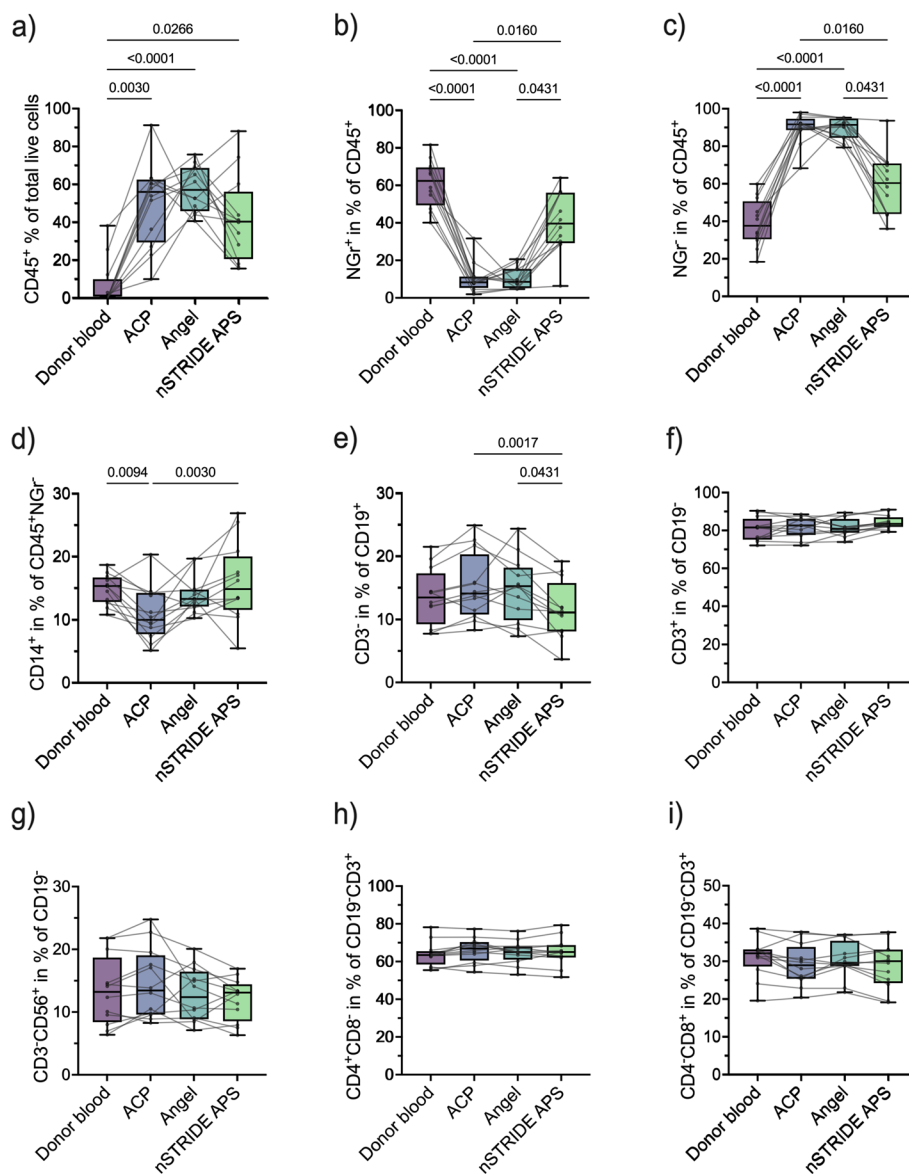 a)
0.0266
<0.0001
0.0030
CD45⁺ % of total live cells
100
80
60
40
20
0
Donor blood
ACP
Angel
nSTRIDE APS
b)
0.0160
<0.0001
<0.0001
0.0431
NGr⁺ in % of CD45⁺
100
80
60
40
20
0
Donor blood
ACP
Angel
nSTRIDE APS
c)
0.0160
<0.0001
<0.0001
0.0431
NGr⁻ in % of CD45⁺
100
80
60
40
20
0
Donor blood
ACP
Angel
nSTRIDE APS
d)
0.0094
0.0030
CD14⁺ in % of CD45⁺NGr⁻
30
20
10
0
Donor blood
ACP
Angel
nSTRIDE APS
e)
0.0017
0.0431
CD3⁻ in % of CD19⁺
30
20
10
0
Donor blood
ACP
Angel
nSTRIDE APS
f)
CD3⁺ in % of CD19⁻
100
80
60
40
20
0
Donor blood
ACP
Angel
nSTRIDE APS
g)
CD3⁻CD56⁺ in % of CD19⁻
30
20
10
0
Donor blood
ACP
Angel
nSTRIDE APS
h)
CD4⁺CD8⁻ in % of CD19⁻CD3⁺
100
80
60
40
20
0
Donor blood
ACP
Angel
nSTRIDE APS
i)
CD4⁻CD8⁺ in % of CD19⁻CD3⁺
50
40
30
20
10
0
Donor blood
ACP
Angel
nSTRIDE APS